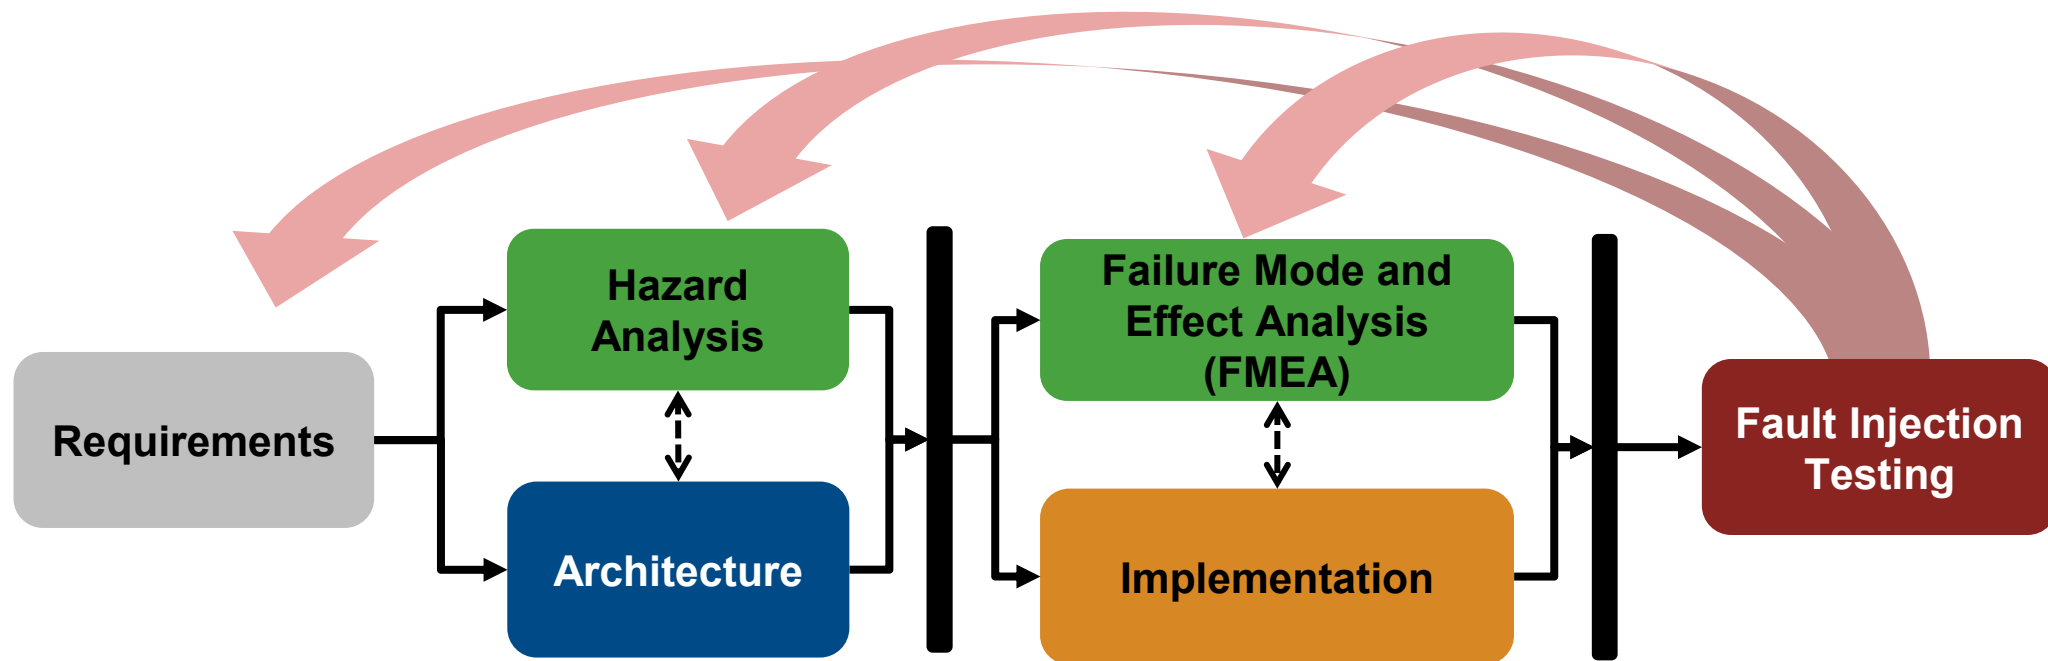 Requirements
Hazard
Analysis
Architecture
Failure Mode and
Effect Analysis
(FMEA)
Implementation
Fault Injection
Testing